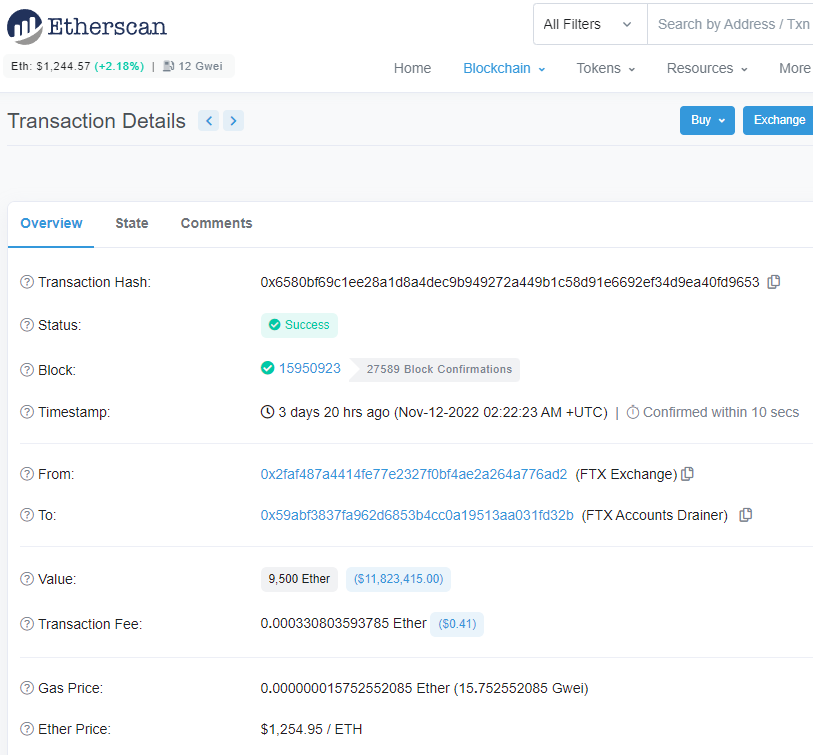 Etherscan
All Filters
Search by Address / Txn
Eth: $1,244.57 (+2.18%) | 12 Gwei
Home Blockchain Tokens Resources More
Transaction Details
Buy Exchange
Overview State Comments
Transaction Hash: 0x6580bf69c1ee28a1d8a4dec9b949272a449b1c58d91e6692ef34d9ea40fd9653
Status: Success
Block: 15950923 27589 Block Confirmations
Timestamp: 3 days 20 hrs ago (Nov-12-2022 02:22:23 AM +UTC) | Confirmed within 10 secs
From: 0x2faf487a4414fe77e2327f0bf4ae2a264a776ad2 (FTX Exchange)
To: 0x59abf3837fa962d6853b4cc0a19513aa031fd32b (FTX Accounts Drainer)
Value: 9,500 Ether ($11,823,415.00)
Transaction Fee: 0.000330803593785 Ether ($0.41)
Gas Price: 0.000000015752552085 Ether (15.752552085 Gwei)
Ether Price: $1,254.95 / ETH